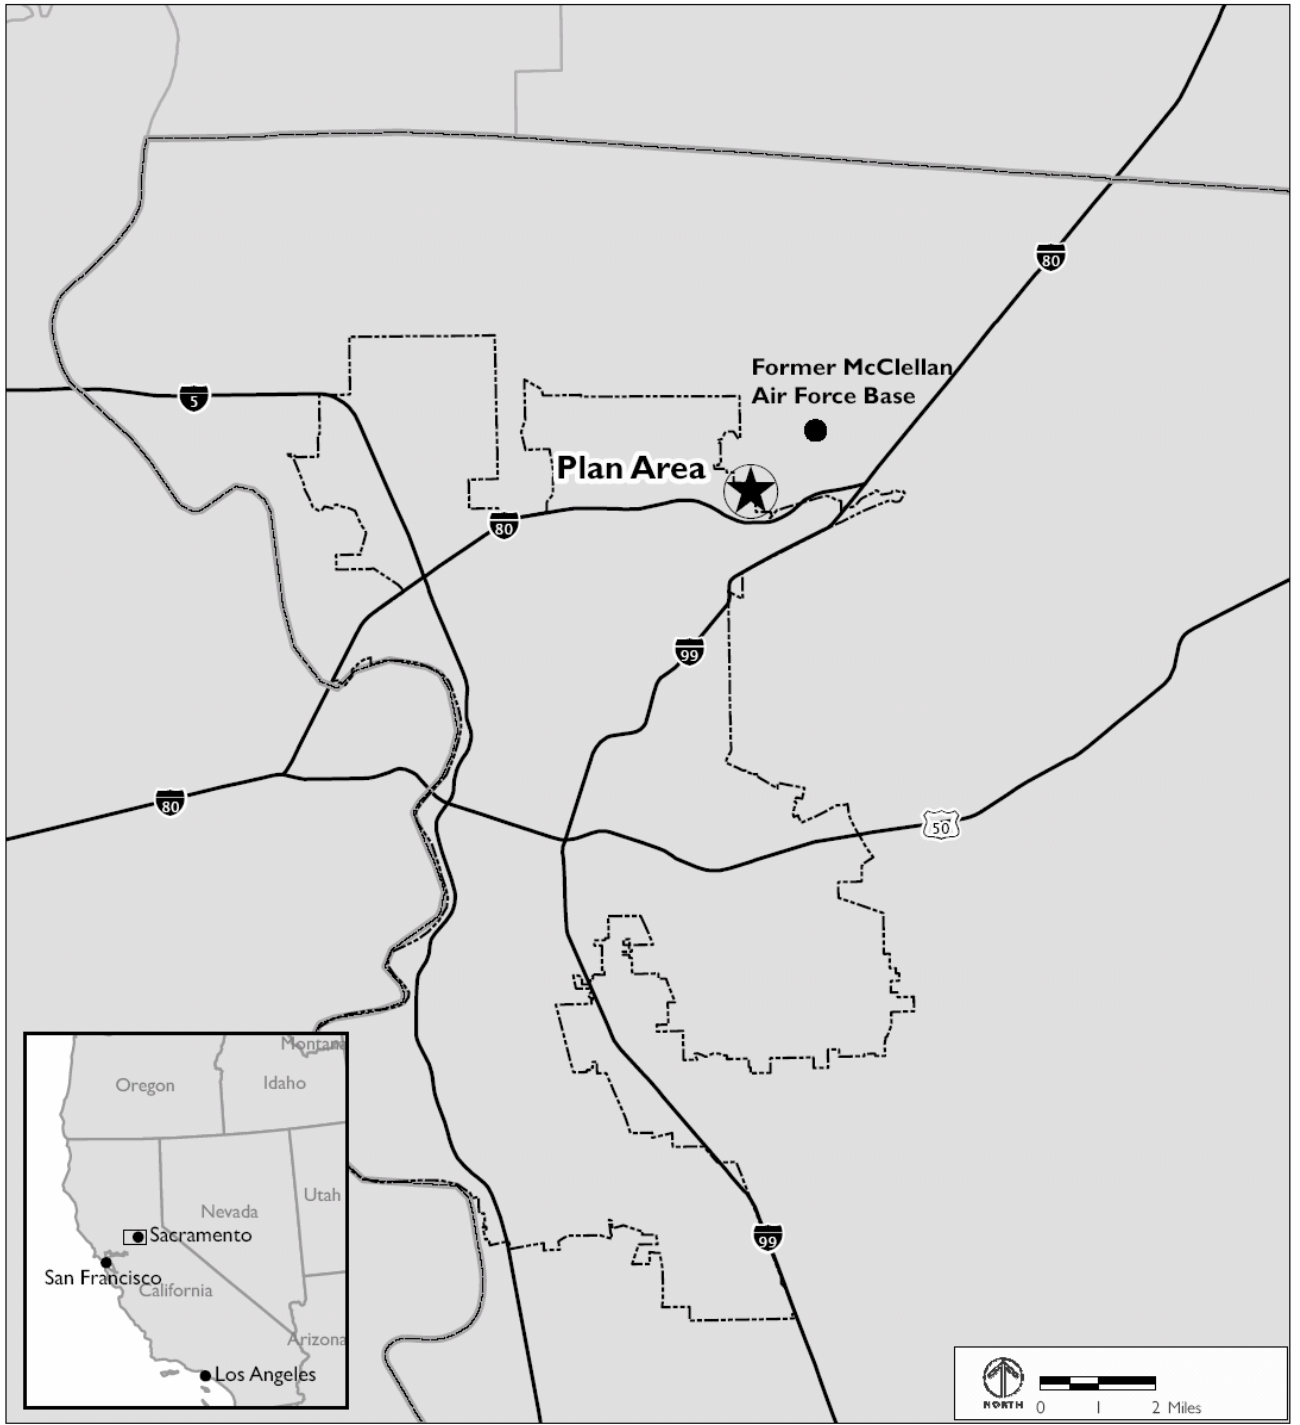 80
Former McClellan
Air Force Base
5
Plan Area
80
99
80
50
Montana
Oregon
Idaho
Utah
Nevada
Sacramento
San Francisco
California
Arizona
Los Angeles
99
NORTH
0 1 2 Miles